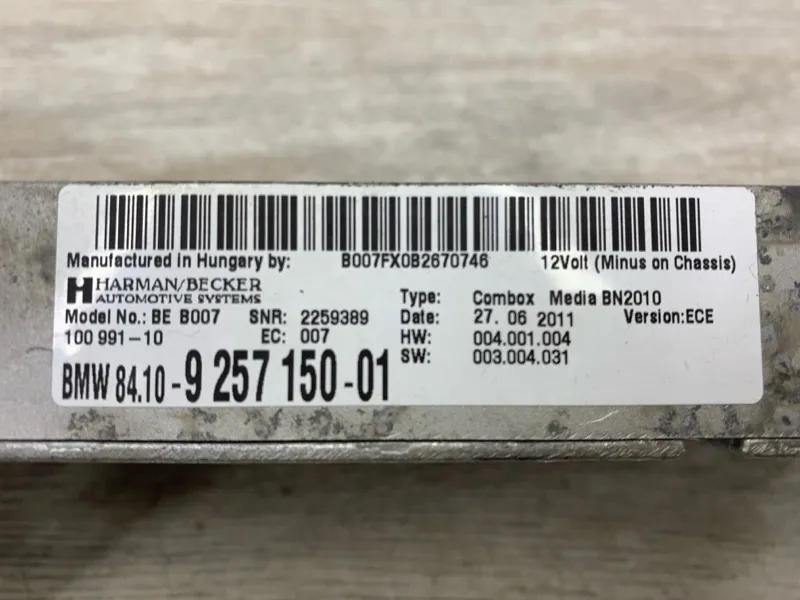 Manufactured in Hungary by: B007FX0B2670746 12Volt (Minus on Chassis)
HARMAN/BECKER
AUTOMOTIVE SYSTEMS
Type: Combox Media BN2010
Model No.: BE B007 SNR: 2259389 Date: 27. 06 2011 Version:ECE
100 991-10 EC: 007 HW: 004.001.004
SW: 003.004.031
BMW 84.10-9 257 150-01